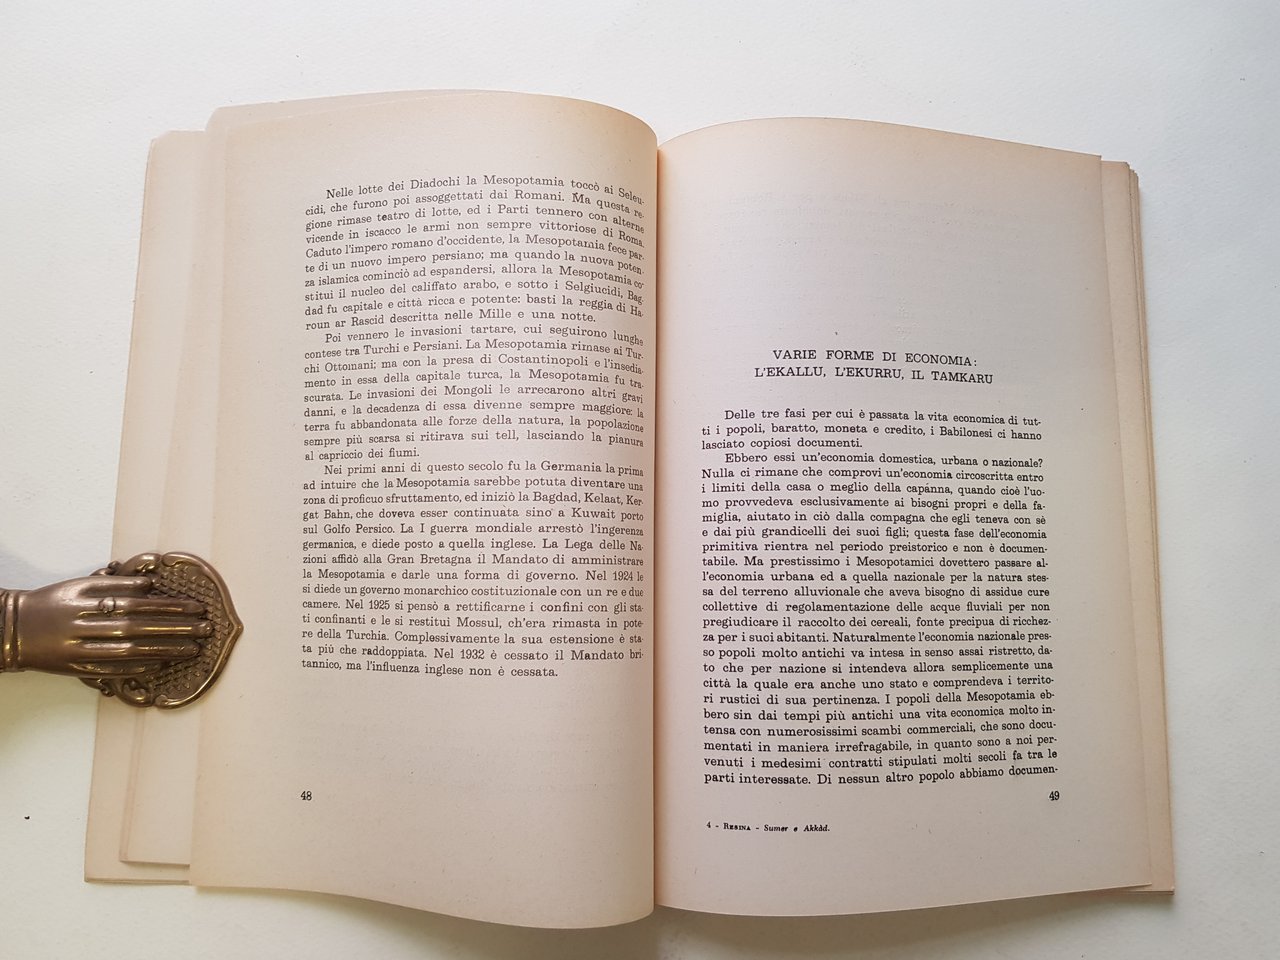 Nelle lotte dei Diadochi la Mesopotamia toccò ai Seleu-
cidi, che furono poi assoggettati dai Romani. Ma questa re-
gione rimase teatro di lotte, ed i Parti tennero con alterne
vicende in iscacco le armi non sempre vittoriose di Roma.
Caduto l'impero romano d'occidente, la Mesopotamia fece par-
te di un nuovo impero persiano; ma quando la nuova poten-
za islamica cominciò ad espandersi, allora la Mesopotamia co-
stituì il nucleo del califfato arabo, e sotto i Selgiucidi, Bag-
dad fu capitale e città ricca e potente: basti la reggia di Ha-
roun ar Rascid descritta nelle Mille e una notte.
Poi vennero le invasioni tartare, cui seguirono lunghe
contese tra Turchi e Persiani. La Mesopotamia rimase ai Tur-
chi Ottomani; ma con la presa di Costantinopoli e l'insedia-
mento in essa della capitale turca, la Mesopotamia fu tra-
scurata. Le invasioni dei Mongoli le arrecarono altri gravi
danni, e la decadenza di essa divenne sempre maggiore: la
terra fu abbandonata alle forze della natura, la popolazione
sempre più scarsa si ritirava sui tell, lasciando la pianura
al capriccio dei fiumi.
Nei primi anni di questo secolo fu la Germania la prima
ad intuire che la Mesopotamia sarebbe potuta diventare una
zona di proficuo sfruttamento, ed iniziò la Bagdad, Kelaat, Ker-
gat Bahn, che doveva esser continuata sino a Kuwait porto
sul Golfo Persico. La I guerra mondiale arrestò l'ingerenza
germanica, e diede posto a quella inglese. La Lega delle Na-
zioni affidò alla Gran Bretagna il Mandato di amministrare
la Mesopotamia e darle una forma di governo. Nel 1924 le
si diede un governo monarchico costituzionale con un re e due
camere. Nel 1925 si pensò a rettificarne i confini con gli sta-
ti confinanti e le si restituì Mossul, ch'era rimasta in pote-
re della Turchia. Complessivamente la sua estensione è sta-
ta più che raddoppiata. Nel 1932 è cessato il Mandato bri-
tannico, ma l'influenza inglese non è cessata.
48
VARIE FORME DI ECONOMIA:
L'EKALLU, L'EKURRU, IL TAMKARU
Delle tre fasi per cui è passata la vita economica di tut-
ti i popoli, baratto, moneta e credito, i Babilonesi ci hanno
lasciato copiosi documenti.
Ebbero essi un'economia domestica, urbana o nazionale?
Nulla ci rimane che comprovi un'economia circoscritta entro
i limiti della casa o meglio della capánna, quando cioè l'uo-
mo provvedeva esclusivamente ai bisogni propri e della fa-
miglia, aiutato in ciò dalla compagna che egli teneva con sè
e dai più grandicelli dei suoi figli; questa fase dell'economia
primitiva rientra nel periodo preistorico e non è documen-
tabile. Ma prestissimo i Mesopotamici dovettero passare al-
l'economia urbana ed a quella nazionale per la natura stes-
sa del terreno alluvionale che aveva bisogno di assidue cure
collettive di regolamentazione delle acque fluviali per non
pregiudicare il raccolto dei cereali, fonte precipua di ricchez-
za per i suoi abitanti. Naturalmente l'economia nazionale pres-
so popoli molto antichi va intesa in senso assai ristretto, da-
to che per nazione si intendeva allora semplicemente una
città la quale era anche uno stato e comprendeva i territo-
ri rustici di sua pertinenza. I popoli della Mesopotamia eb-
bero sin dai tempi più antichi una vita economica molto in-
tensa con numerosissimi scambi commerciali, che sono docu-
mentati in maniera irrefragabile, in quanto sono a noi per-
venuti i medesimi contratti stipulati molti secoli fa tra le
parti interessate. Di nessun altro popolo abbiamo documen-
49
4 - RESINA - Sumer e Akkàd.